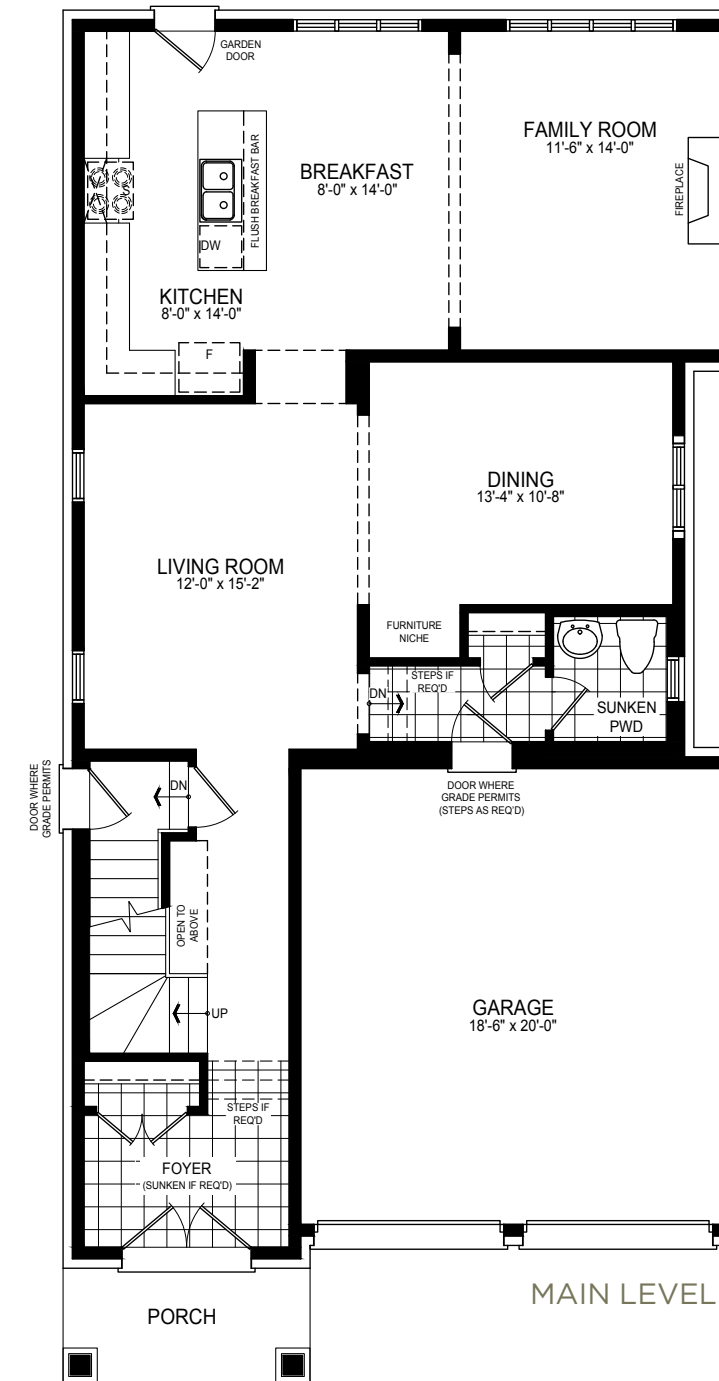 GARDEN
DOOR
FAMILY ROOM
11'-6" x 14'-0"
FIREPLACE
BREAKFAST
8'-0" x 14'-0"
FLUSH BREAKFAST BAR
S
DW
KITCHEN
8'-0" x 14'-0"
F
DINING
13'-4" x 10'-8"
LIVING ROOM
12'-0" x 15'-2"
FURNITURE
NICHE
STEPS IF
REQ'D
DN
SUNKEN
PWD
DOOR WHERE
GRADE PERMITS
DN
DOOR WHERE
GRADE PERMITS
(STEPS AS REQ'D)
OPEN TO
ABOVE
UP
GARAGE
18'-6" x 20'-0"
STEPS IF
REQ'D
FOYER
(SUNKEN IF REQ'D)
MAIN LEVEL
PORCH